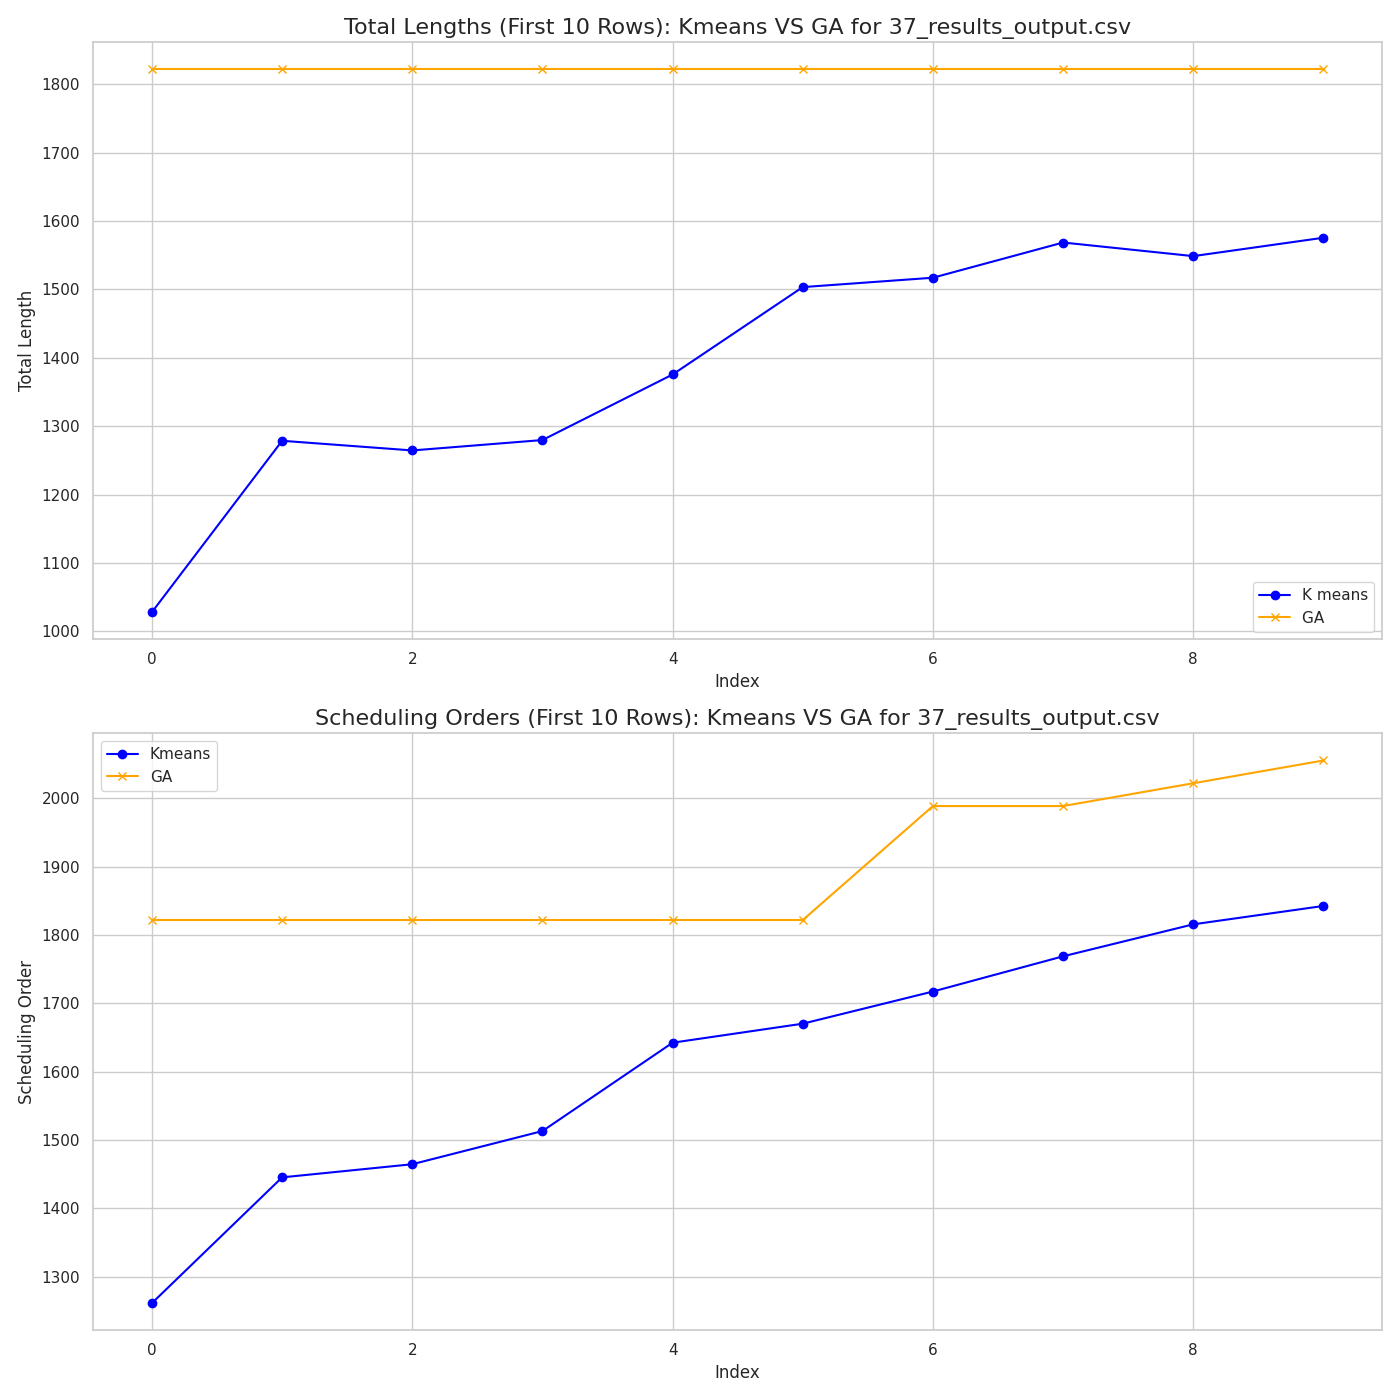 Total Lengths (First 10 Rows): Kmeans VS GA for 37_results_output.csv
Total Length
1800
1700
1600
1500
1400
1300
1200
1100
1000
K means
GA
0 2 4 6 8
Index
Scheduling Orders (First 10 Rows): Kmeans VS GA for 37_results_output.csv
Kmeans
GA
Scheduling Order
2000
1900
1800
1700
1600
1500
1400
1300
0 2 4 6 8
Index